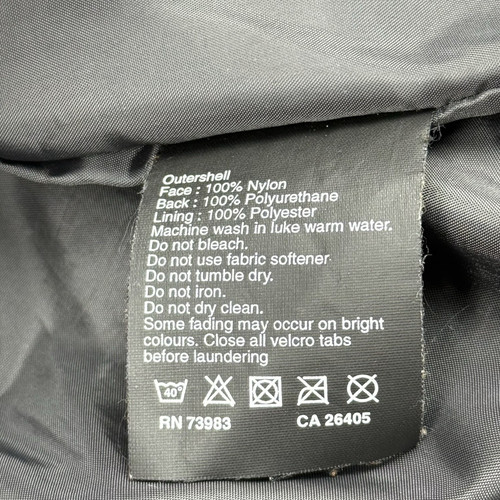 Outershell
Face : 100% Nylon
Back : 100% Polyurethane
Lining : 100% Polyester
Machine wash in luke warm water.
Do not bleach.
Do not use fabric softener
Do not tumble dry.
Do not iron.
Do not dry clean.
Some fading may occur on bright
colours. Close all velcro tabs
before laundering
40°
RN 73983 CA 26405